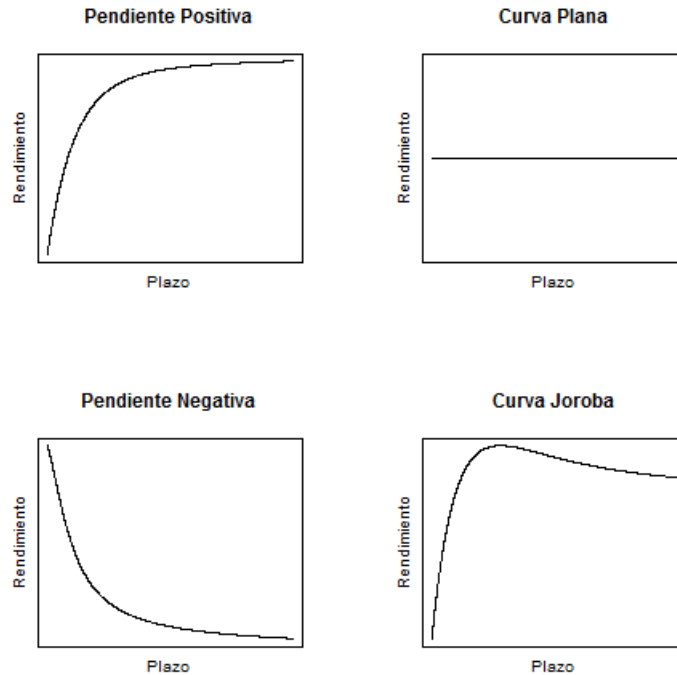 Pendiente Positiva
Rendimiento
Plazo
Curva Plana
Rendimiento
Plazo
Pendiente Negativa
Rendimiento
Plazo
Curva Joroba
Rendimiento
Plazo